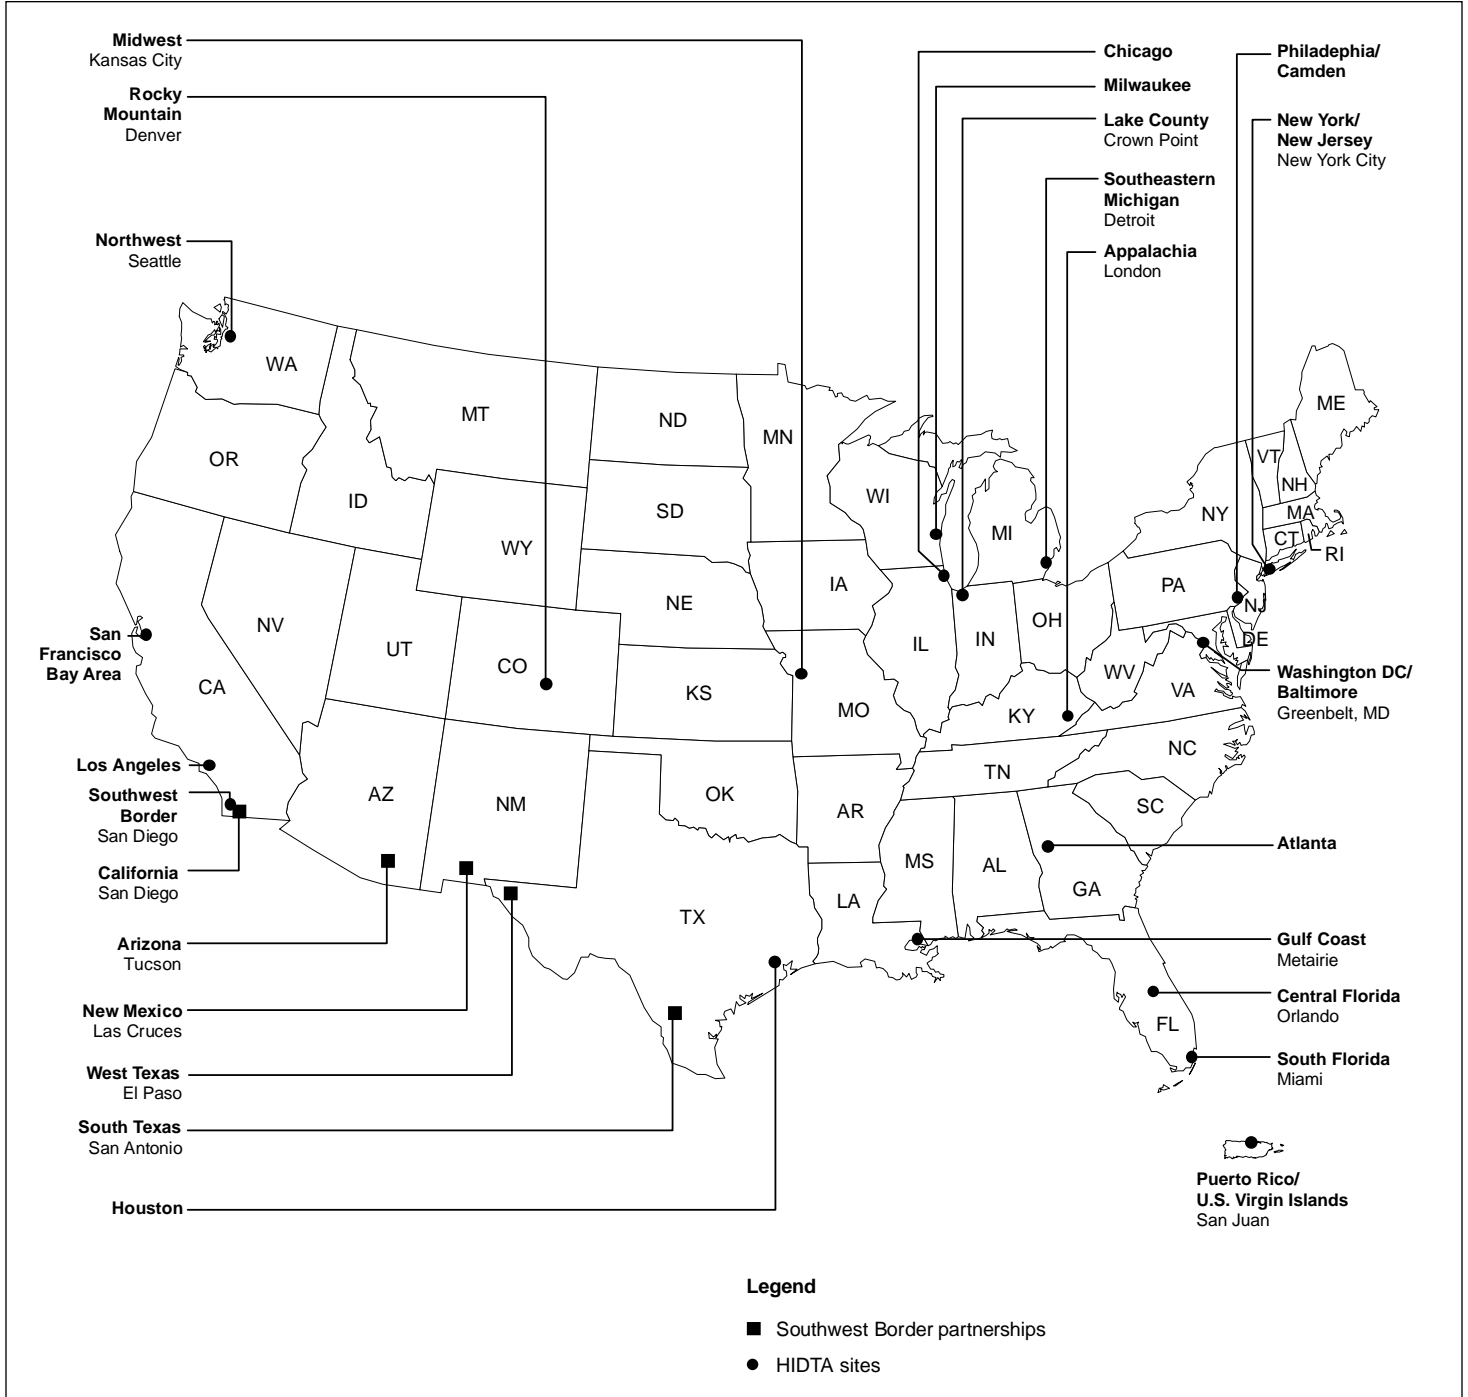 Midwest
Kansas City
Rocky
Mountain
Denver
Northwest
Seattle
San
Francisco
Bay Area
Los Angeles
Southwest
Border
San Diego
California
San Diego
Arizona
Tucson
New Mexico
Las Cruces
West Texas
El Paso
South Texas
San Antonio
Houston
Chicago
Milwaukee
Lake County
Crown Point
Southeastern
Michigan
Detroit
Appalachia
London
Philadephia/
Camden
New York/
New Jersey
New York City
Washington DC/
Baltimore
Greenbelt, MD
Atlanta
Gulf Coast
Metairie
Central Florida
Orlando
South Florida
Miami
Puerto Rico/
U.S. Virgin Islands
San Juan
WA
OR
MT
ID
WY
ND
SD
NE
MN
WI
MI
IA
IL
IN
OH
PA
NY
VT
NH
ME
MA
CT
RI
NJ
DE
WV
VA
KY
NC
TN
SC
GA
AL
MS
LA
AR
MO
KS
OK
TX
NM
CO
UT
AZ
NV
CA
FL
Legend
Southwest Border partnerships
HIDTA sites